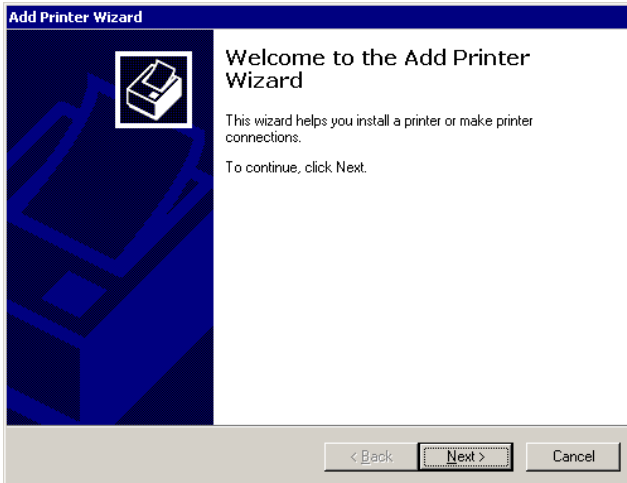 Add Printer Wizard
Welcome to the Add Printer
Wizard
This wizard helps you install a printer or make printer
connections.
To continue, click Next.
< Back
Next >
Cancel